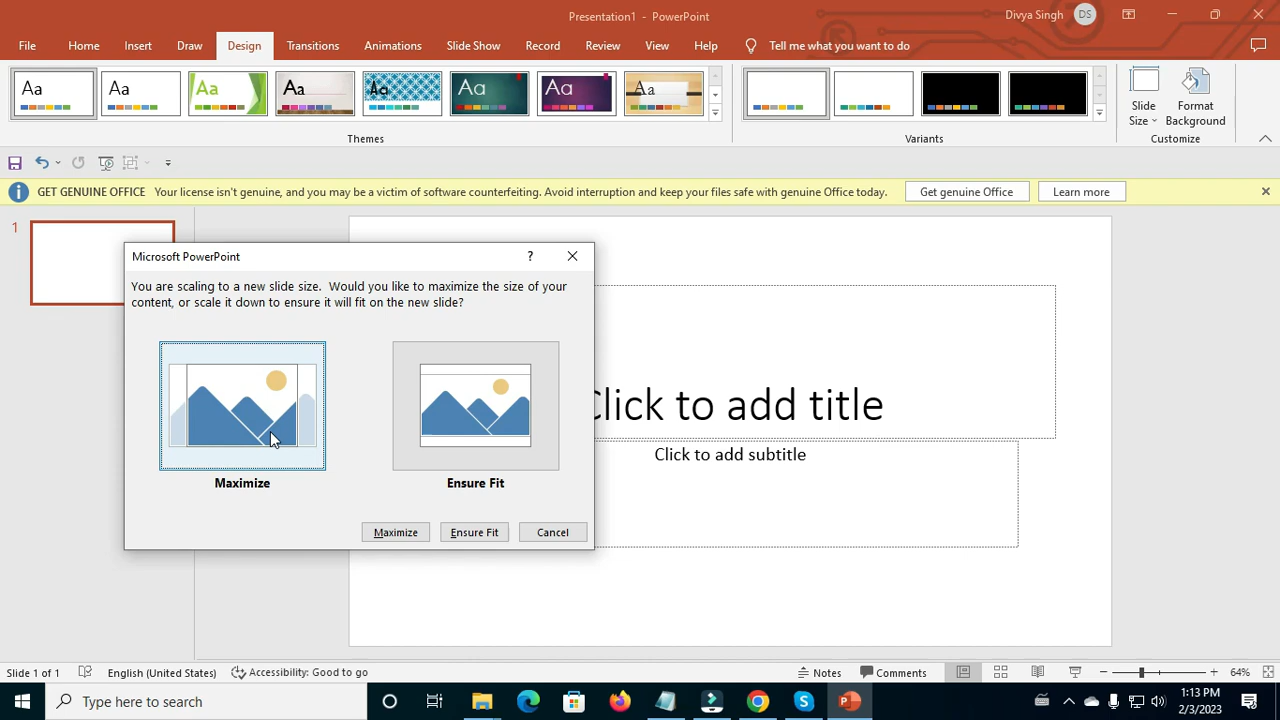 Presentation1 - PowerPoint
Divya Singh DS
File Home Insert Draw Design Transitions Animations Slide Show Record Review View Help Tell me what you want to do
Aa Aa Aa Aa Aa Aa Aa Aa
Slide Size Format Background
Themes Variants Customize
GET GENUINE OFFICE Your license isn't genuine, and you may be a victim of software counterfeiting. Avoid interruption and keep your files safe with genuine Office today. Get genuine Office Learn more
1
Microsoft PowerPoint ?
You are scaling to a new slide size. Would you like to maximize the size of your
content, or scale it down to ensure it will fit on the new slide?
Maximize Ensure Fit
Maximize Ensure Fit Cancel
Click to add title
Click to add subtitle
Slide 1 of 1 English (United States) Accessibility: Good to go Notes Comments 64%
Type here to search
1:13 PM
2/3/2023